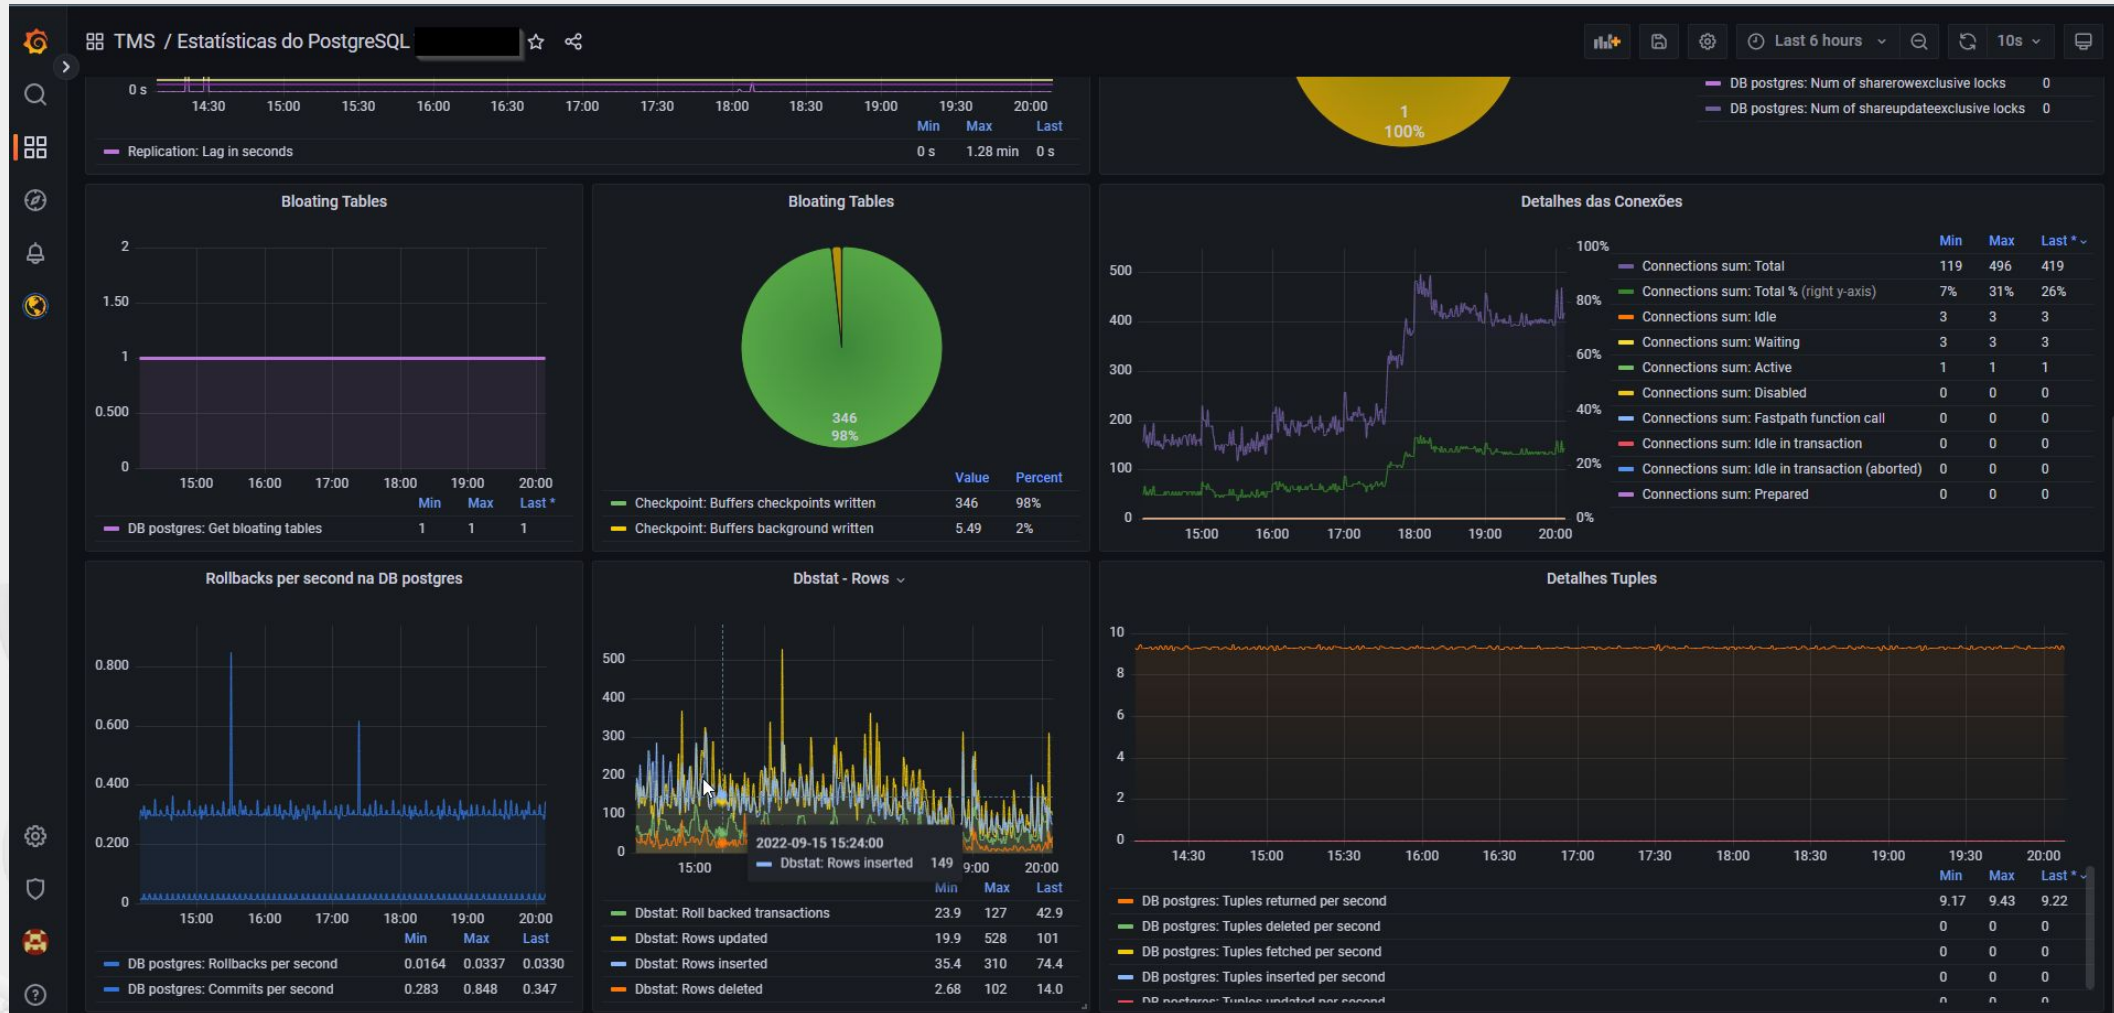 TMS / Estatísticas do PostgreSQL
Last 6 hours
10s
0 s
14:30 15:00 15:30 16:00 16:30 17:00 17:30 18:00 18:30 19:00 19:30 20:00
Min Max Last
Replication: Lag in seconds 0 s 1.28 min 0 s
1
100%
DB postgres: Num of sharerowexclusive locks 0
DB postgres: Num of shareupdateexclusive locks 0
Bloating Tables
2
1.50
1
0.500
0
15:00 16:00 17:00 18:00 19:00 20:00
Min Max Last *
DB postgres: Get bloating tables 1 1 1
Bloating Tables
346
98%
Value Percent
Checkpoint: Buffers checkpoints written 346 98%
Checkpoint: Buffers background written 5.49 2%
Detalhes das Conexões
500
400
300
200
100
0
100%
80%
60%
40%
20%
0%
15:00 16:00 17:00 18:00 19:00 20:00
Min Max Last *
Connections sum: Total 119 496 419
Connections sum: Total % (right y-axis) 7% 31% 26%
Connections sum: Idle 3 3 3
Connections sum: Waiting 3 3 3
Connections sum: Active 1 1 1
Connections sum: Disabled 0 0 0
Connections sum: Fastpath function call 0 0 0
Connections sum: Idle in transaction 0 0 0
Connections sum: Idle in transaction (aborted) 0 0 0
Connections sum: Prepared 0 0 0
Rollbacks per second na DB postgres
0.800
0.600
0.400
0.200
0
15:00 16:00 17:00 18:00 19:00 20:00
Min Max Last
DB postgres: Rollbacks per second 0.0164 0.0337 0.0330
DB postgres: Commits per second 0.283 0.848 0.347
Dbstat - Rows
500
400
300
200
100
0
2022-09-15 15:24:00
Dbstat: Rows inserted 149
15:00 9:00 20:00
Min Max Last
Dbstat: Roll backed transactions 23.9 127 42.9
Dbstat: Rows updated 19.9 528 101
Dbstat: Rows inserted 35.4 310 74.4
Dbstat: Rows deleted 2.68 102 14.0
Detalhes Tuples
10
8
6
4
2
0
14:30 15:00 15:30 16:00 16:30 17:00 17:30 18:00 18:30 19:00 19:30 20:00
Min Max Last *
DB postgres: Tuples returned per second 9.17 9.43 9.22
DB postgres: Tuples deleted per second 0 0 0
DB postgres: Tuples fetched per second 0 0 0
DB postgres: Tuples inserted per second 0 0 0
DB postgres: Tuples updated per second 0 0 0